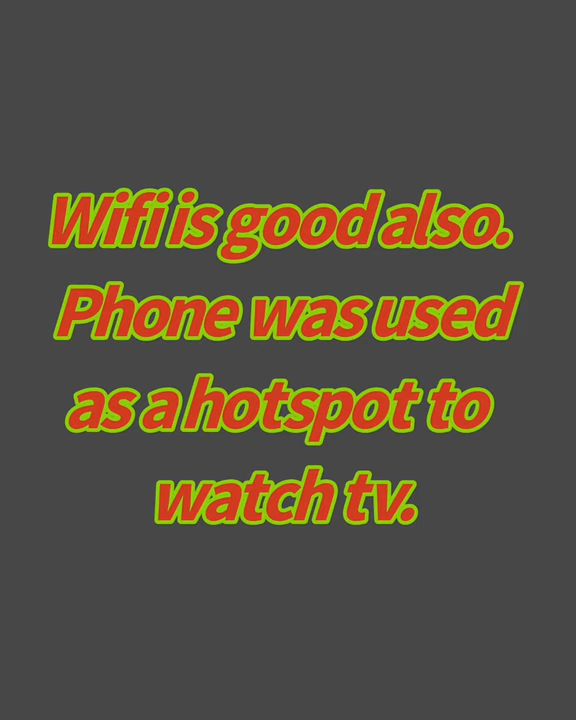 Wifi is good also.
Phone was used
as a hotspot to
watch tv.